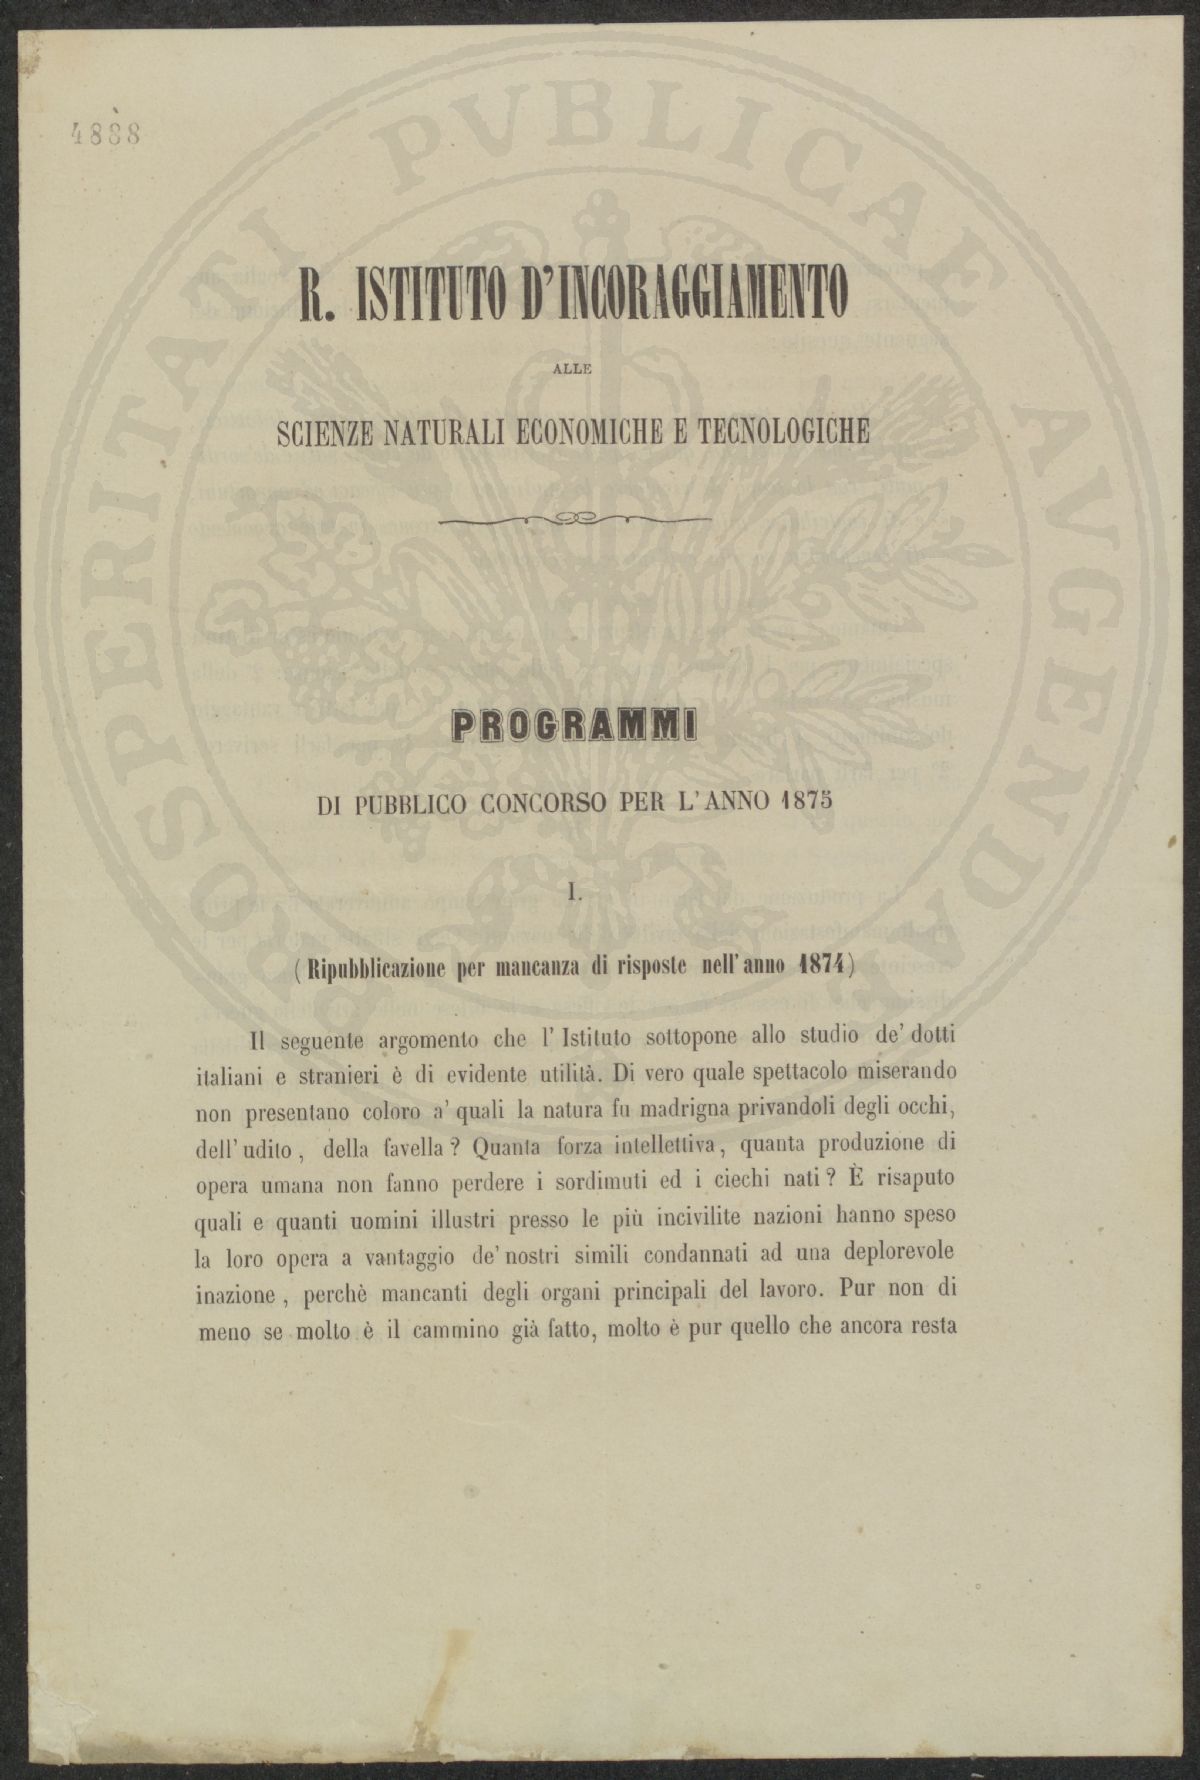 4888
PROSPERITATI PVBLICAE AVGENDAE
R. ISTITUTO D'INCORAGGIAMENTO
ALLE
SCIENZE NATURALI ECONOMICHE E TECNOLOGICHE
PROGRAMMI
DI PUBBLICO CONCORSO PER L'ANNO 1875
I.
(Ripubblicazione per mancanza di risposte nell'anno 1874)
Il seguente argomento che l'Istituto sottopone allo studio de' dotti
italiani e stranieri è di evidente utilità. Di vero quale spettacolo miserando
non presentano coloro a' quali la natura fu madrigna privandoli degli occhi,
dell'udito, della favella? Quanta forza intellettiva, quanta produzione di
opera umana non fanno perdere i sordimuti ed i ciechi nati? È risaputo
quali e quanti uomini illustri presso le più incivilite nazioni hanno speso
la loro opera a vantaggio de' nostri simili condannati ad una deplorevole
inazione, perchè mancanti degli organi principali del lavoro. Pur non di
meno se molto è il cammino già fatto, molto è pur quello che ancora resta